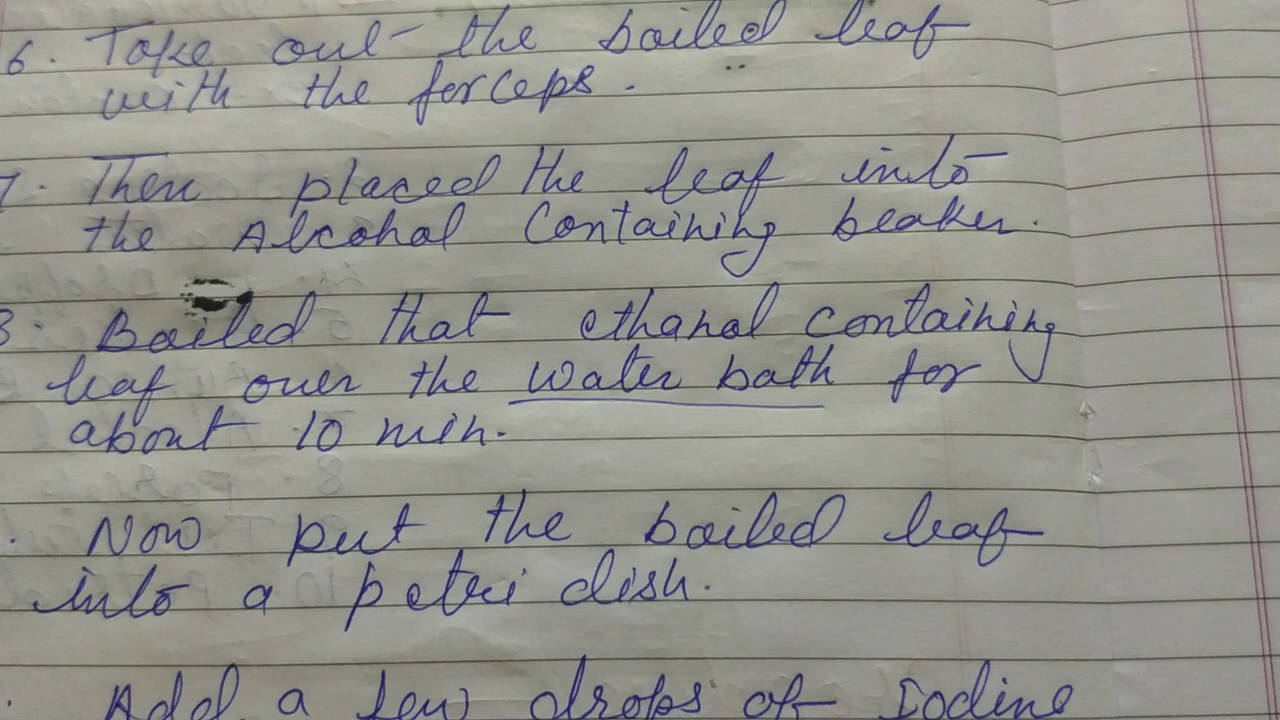 6. Take out the boiled leaf
with the forceps.
7. Then placed the leaf into
the Alcohal Containing beaker.
8. Boiled that ethanal containing
leaf over the water bath for
about 10 min.
. Now put the boiled leaf
into a petri dish.
. Add a few drops of Iodine